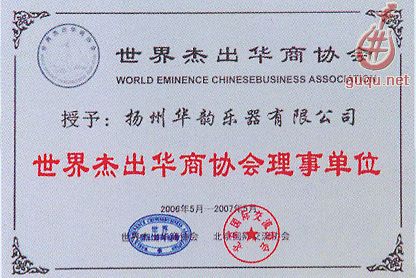 guqu.net
世界杰出华商协会
WORLD EMINENCE CHINESEBUSINESS ASSOCIATION
授予：扬州华韵乐器有限公司
世界杰出华商协会理事单位
2006年5月—2007年5月